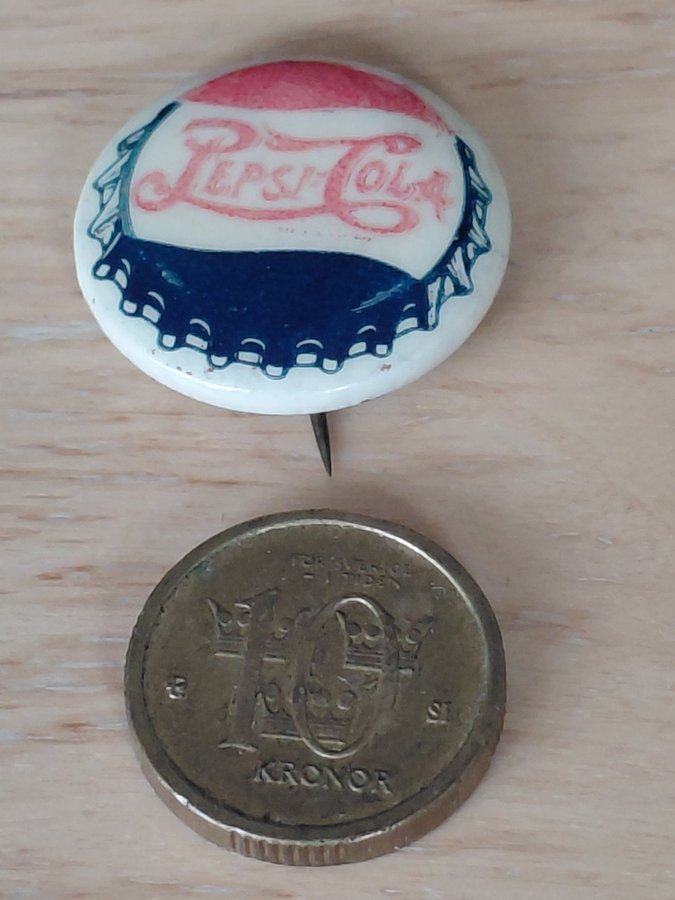 PEPSI-COLA
FÖR SVERIGE
I TIDEN
10
KRONOR